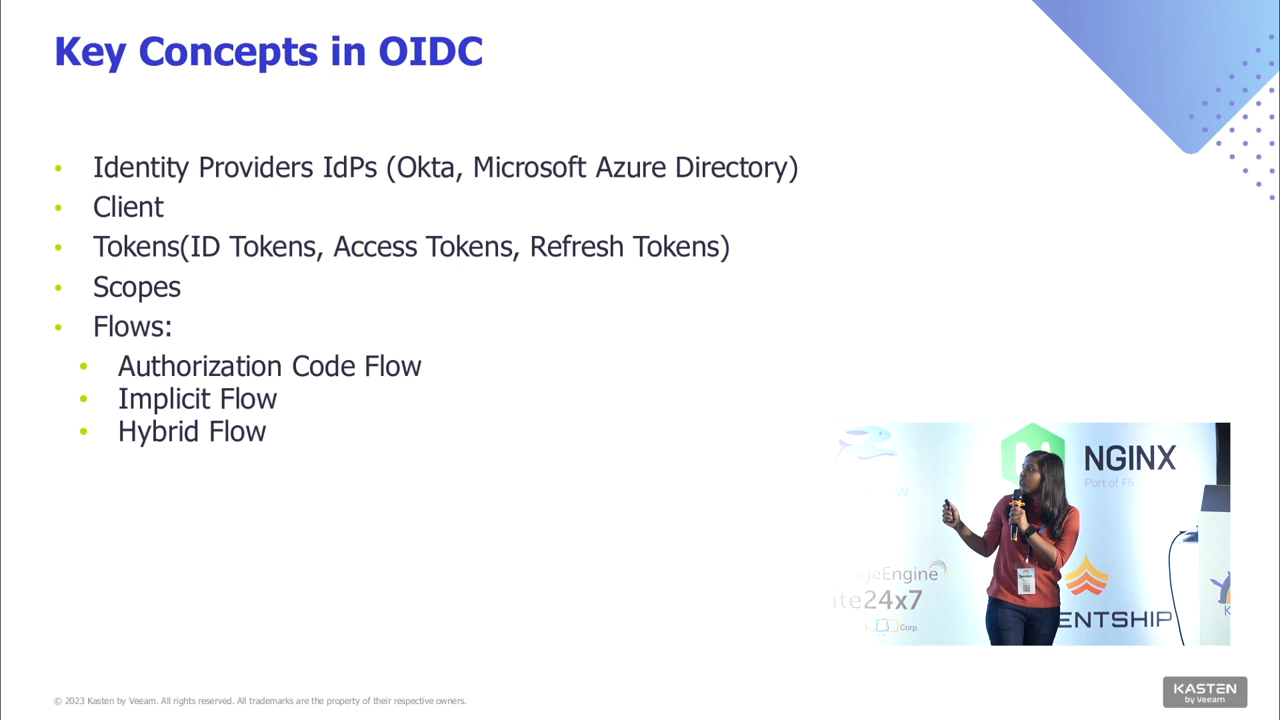 Key Concepts in OIDC
Identity Providers IdPs (Okta, Microsoft Azure Directory)
Client
Tokens(ID Tokens, Access Tokens, Refresh Tokens)
Scopes
Flows:
Authorization Code Flow
Implicit Flow
Hybrid Flow
NGINX
Part of F5
geEngine
ite24x7
Corp.
ENTSHIP
© 2023 Kasten by Veeam. All rights reserved. All trademarks are the property of their respective owners.
KASTEN
by Veeam